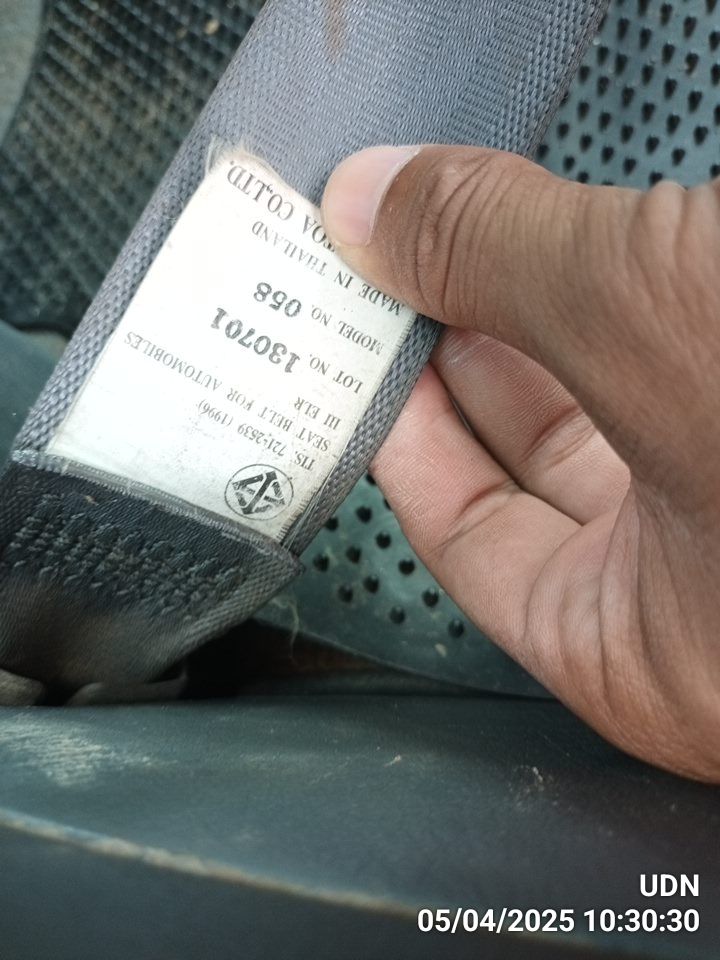 TIS. 721-2539 (1996)
SEAT BELT FOR AUTOMOBILES
III ELR
LOT NO. 130701
MODEL NO. 058
MADE IN THAILAND
TOA CO.,LTD.
UDN
05/04/2025 10:30:30